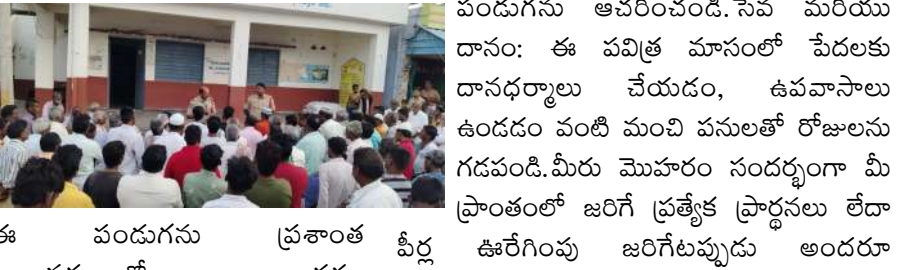 ఈ పండుగను ప్రశాంత
పండుగను ఆచరించండి.సేవ మరియు
దానం: ఈ పవిత్ర మాసంలో పేదలకు
దానధర్మాలు చేయడం, ఉపవాసాలు
ఉండడం వంటి మంచి పనులతో రోజులను
గడపండి.మీరు మొహరం సందర్భంగా మీ
ప్రాంతంలో జరిగే ప్రత్యేక ప్రార్థనలు లేదా
పీర్ల ఊరేగింపు జరిగేటప్పుడు అందరూ